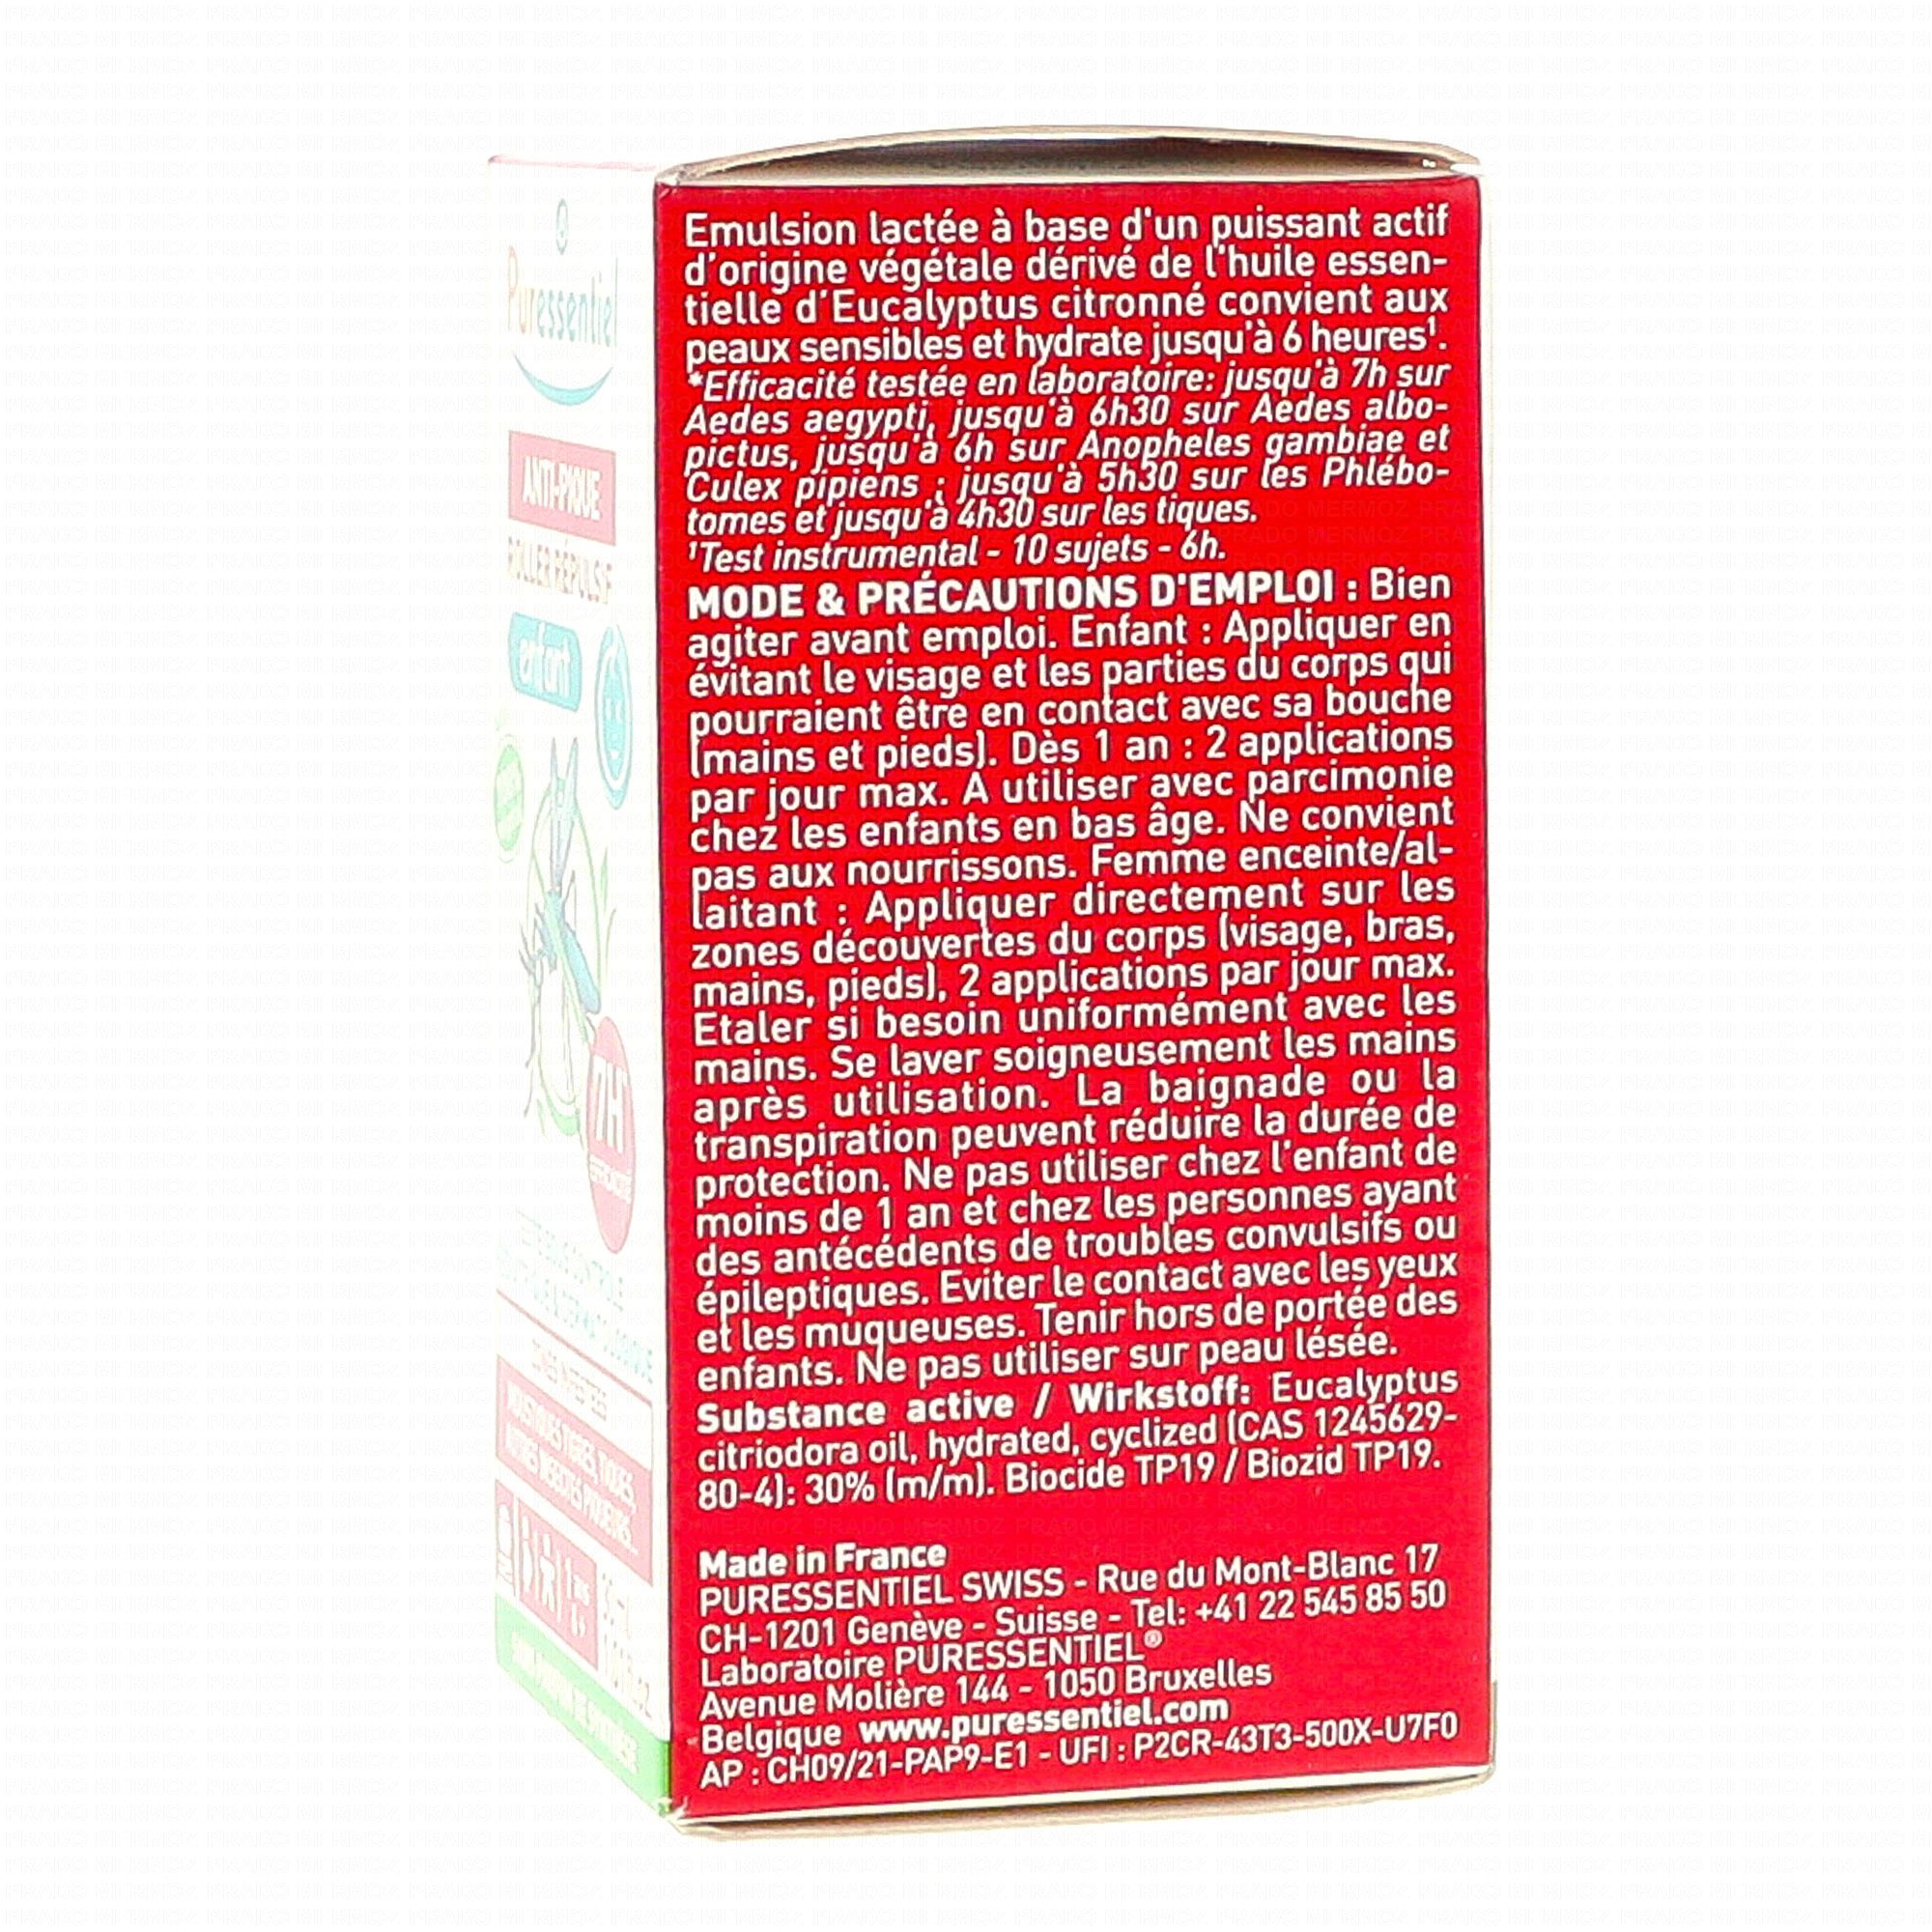 Puressentiel
ANTI-PIQUE
Emulsion lactée à base d'un puissant actif
d'origine végétale dérivé de l'huile essen-
tielle d'Eucalyptus citronné convient aux
peaux sensibles et hydrate jusqu'à 6 heures¹.
*Efficacité testée en laboratoire: jusqu'à 7h sur
Aedes aegypti, jusqu'à 6h30 sur Aedes albo-
pictus, jusqu'à 6h sur Anopheles gambiae et
Culex pipiens ; jusqu'à 5h30 sur les Phlébo-
tomes et jusqu'à 4h30 sur les tiques.
¹Test instrumental - 10 sujets - 6h.
MODE & PRÉCAUTIONS D'EMPLOI : Bien
agiter avant emploi. Enfant : Appliquer en
évitant le visage et les parties du corps qui
pourraient être en contact avec sa bouche
(mains et pieds). Dès 1 an : 2 applications
par jour max. A utiliser avec parcimonie
chez les enfants en bas âge. Ne convient
pas aux nourrissons. Femme enceinte/al-
laitant : Appliquer directement sur les
zones découvertes du corps (visage, bras,
mains, pieds), 2 applications par jour max.
Etaler si besoin uniformément avec les
mains. Se laver soigneusement les mains
après utilisation. La baignade ou la
transpiration peuvent réduire la durée de
protection. Ne pas utiliser chez l'enfant de
moins de 1 an et chez les personnes ayant
des antécédents de troubles convulsifs ou
épileptiques. Eviter le contact avec les yeux
et les muqueuses. Tenir hors de portée des
enfants. Ne pas utiliser sur peau lésée.
Substance active / Wirkstoff: Eucalyptus
citriodora oil, hydrated, cyclized (CAS 1245629-
80-4): 30% (m/m). Biocide TP19 / Biozid TP19.
Made in France
PURESSENTIEL SWISS - Rue du Mont-Blanc 17
CH-1201 Genève - Suisse - Tel: +41 22 545 85 50
Laboratoire PURESSENTIEL®
Avenue Molière 144 - 1050 Bruxelles
Belgique www.puressentiel.com
AP : CH09/21-PAP9-E1 - UFI : P2CR-43T3-500X-U7F0